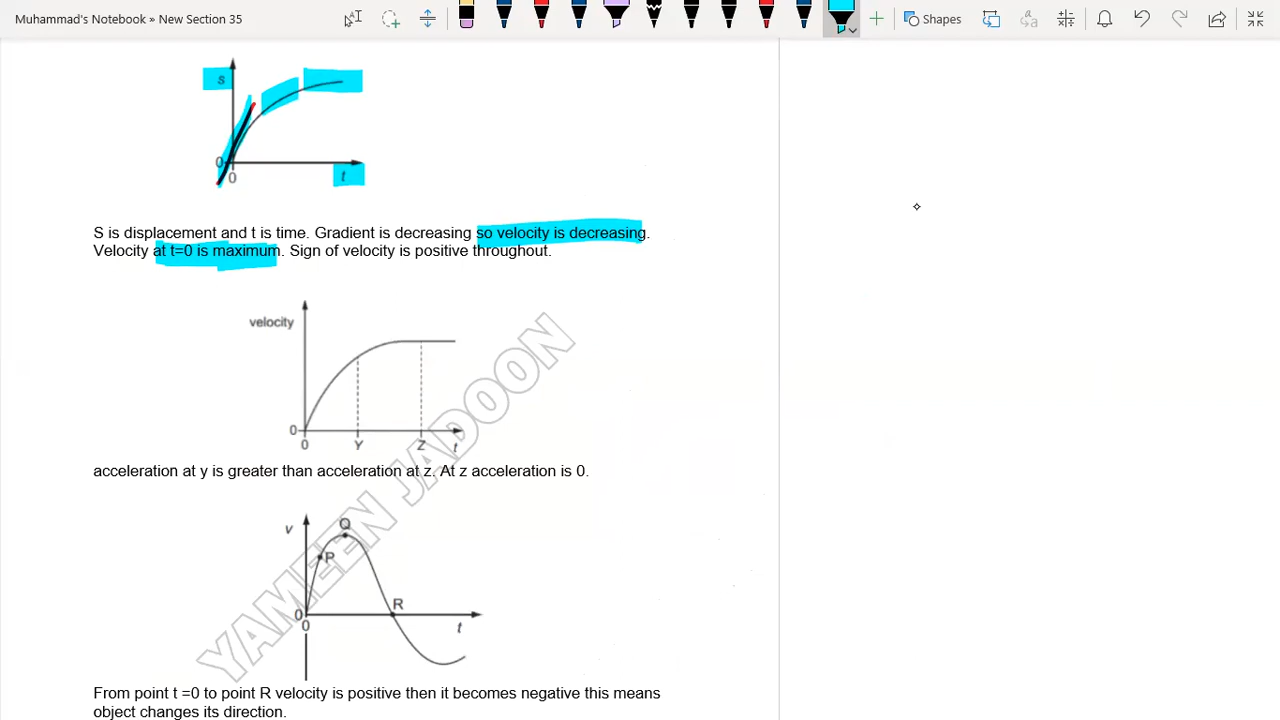 Muhammad's Notebook » New Section 35
Shapes
s
0
0
t
S is displacement and t is time. Gradient is decreasing so velocity is decreasing.
Velocity at t=0 is maximum. Sign of velocity is positive throughout.
velocity
0
0 Y Z t
YAMEEN JADOON
acceleration at y is greater than acceleration at z. At z acceleration is 0.
v
Q
P
R
0
0
t
From point t =0 to point R velocity is positive then it becomes negative this means
object changes its direction.